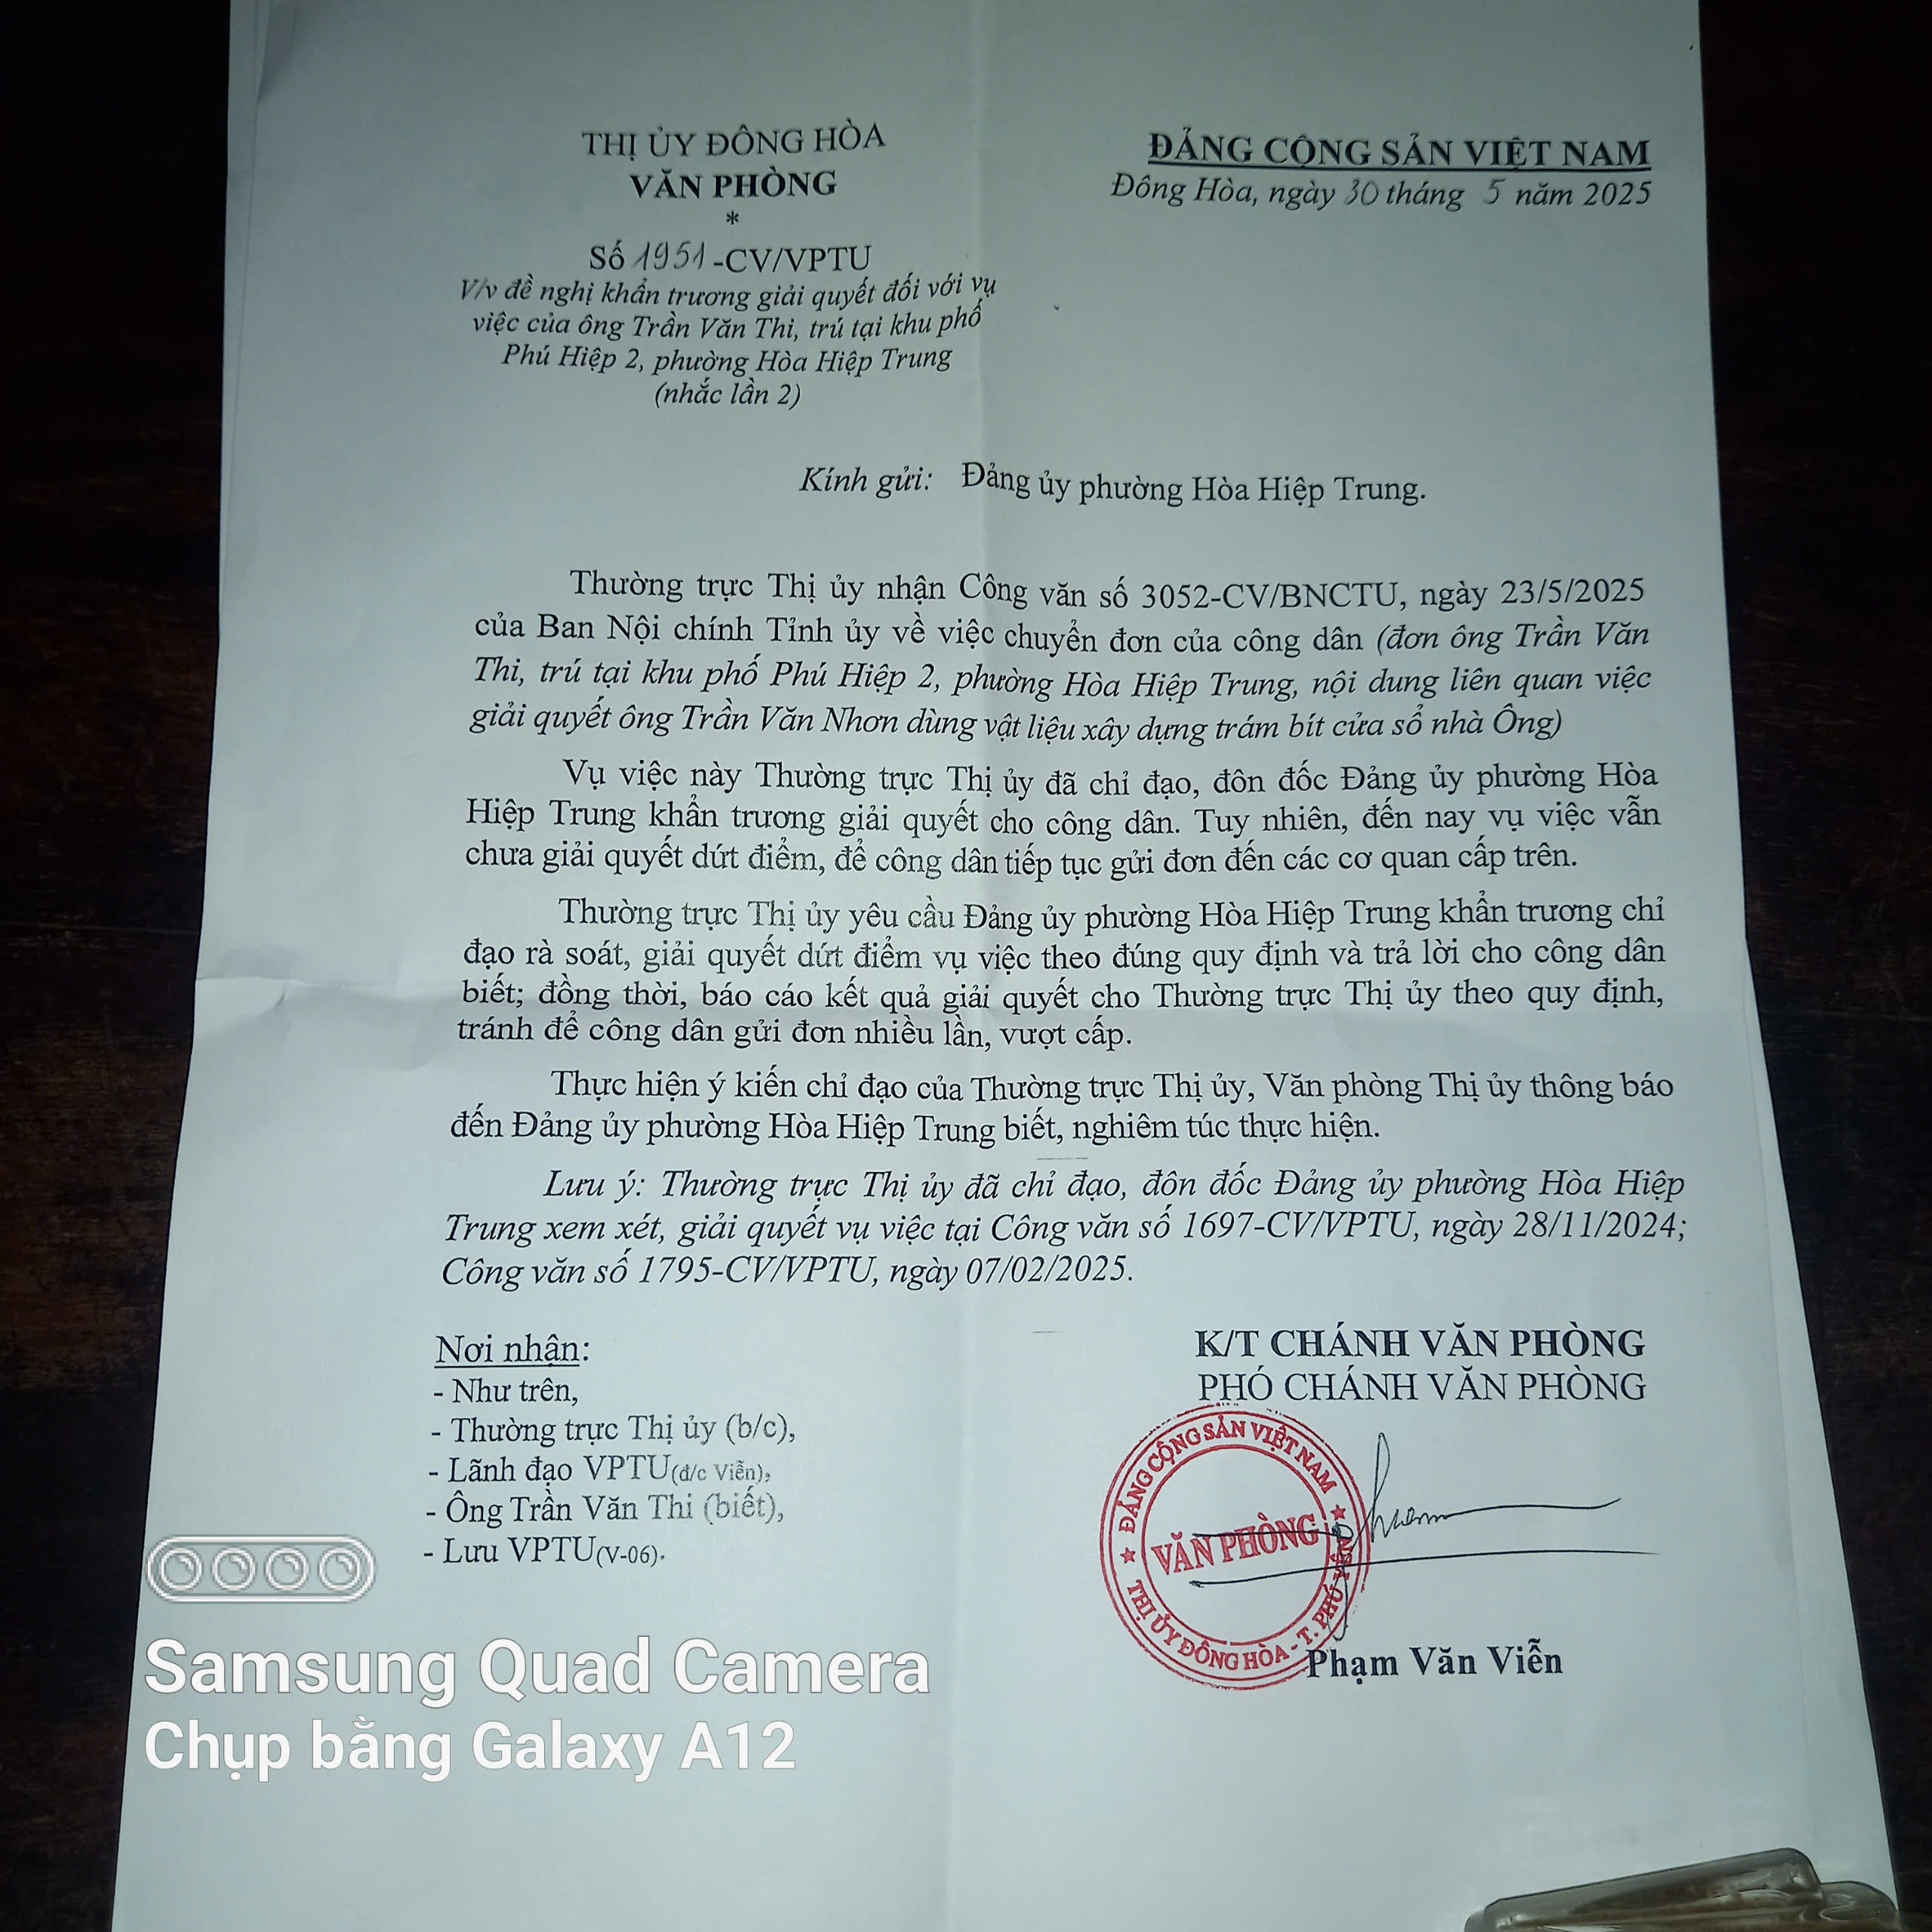 THỊ ỦY ĐÔNG HÒA
VĂN PHÒNG
*
Số 1951-CV/VPTU
V/v đề nghị khẩn trương giải quyết đối với vụ
việc của ông Trần Văn Thi, trú tại khu phố
Phú Hiệp 2, phường Hòa Hiệp Trung
(nhắc lần 2)
ĐẢNG CỘNG SẢN VIỆT NAM
Đông Hòa, ngày 30 tháng 5 năm 2025
Kính gửi: Đảng ủy phường Hòa Hiệp Trung.
Thường trực Thị ủy nhận Công văn số 3052-CV/BNCTU, ngày 23/5/2025
của Ban Nội chính Tỉnh ủy về việc chuyển đơn của công dân (đơn ông Trần Văn
Thi, trú tại khu phố Phú Hiệp 2, phường Hòa Hiệp Trung, nội dung liên quan việc
giải quyết ông Trần Văn Nhơn dùng vật liệu xây dựng trám bít cửa sổ nhà Ông)
Vụ việc này Thường trực Thị ủy đã chỉ đạo, đôn đốc Đảng ủy phường Hòa
Hiệp Trung khẩn trương giải quyết cho công dân. Tuy nhiên, đến nay vụ việc vẫn
chưa giải quyết dứt điểm, để công dân tiếp tục gửi đơn đến các cơ quan cấp trên.
Thường trực Thị ủy yêu cầu Đảng ủy phường Hòa Hiệp Trung khẩn trương chỉ
đạo rà soát, giải quyết dứt điểm vụ việc theo đúng quy định và trả lời cho công dân
biết; đồng thời, báo cáo kết quả giải quyết cho Thường trực Thị ủy theo quy định,
tránh để công dân gửi đơn nhiều lần, vượt cấp.
Thực hiện ý kiến chỉ đạo của Thường trực Thị ủy, Văn phòng Thị ủy thông báo
đến Đảng ủy phường Hòa Hiệp Trung biết, nghiêm túc thực hiện.
Lưu ý: Thường trực Thị ủy đã chỉ đạo, đôn đốc Đảng ủy phường Hòa Hiệp
Trung xem xét, giải quyết vụ việc tại Công văn số 1697-CV/VPTU, ngày 28/11/2024;
Công văn số 1795-CV/VPTU, ngày 07/02/2025.
Nơi nhận:
- Như trên,
- Thường trực Thị ủy (b/c),
- Lãnh đạo VPTU(đ/c Viễn),
- Ông Trần Văn Thi (biết),
- Lưu VPTU(V-06).
K/T CHÁNH VĂN PHÒNG
PHÓ CHÁNH VĂN PHÒNG
ĐẢNG CỘNG SẢN VIỆT NAM
VĂN PHÒNG
THỊ ỦY ĐÔNG HÒA - T. PHÚ YÊN
Phạm Văn Viễn
Samsung Quad Camera
Chụp bằng Galaxy A12